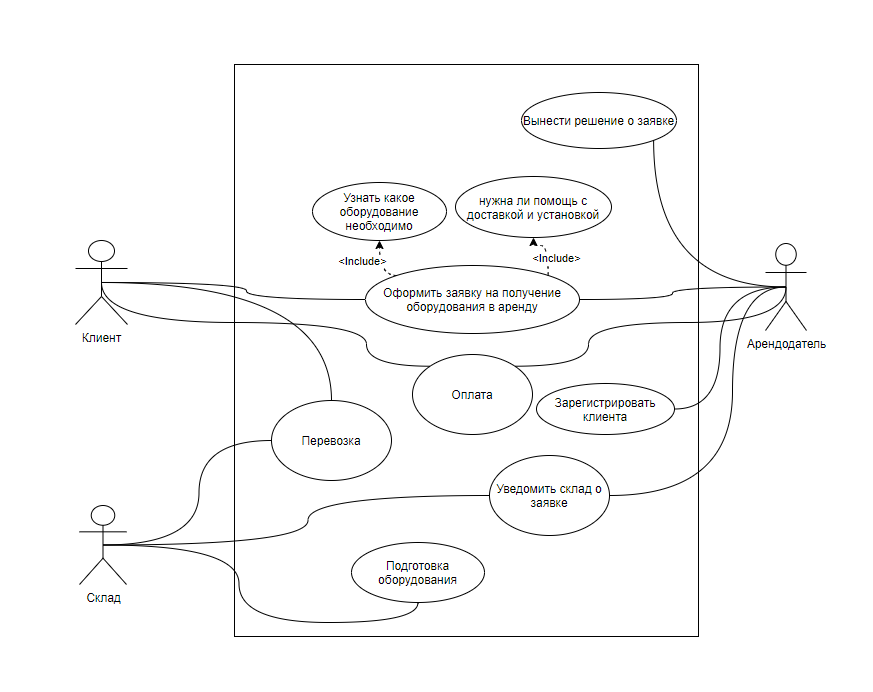 Вынести решение о заявке
Узнать какое
оборудование
необходимо
нужна ли помощь с
доставкой и установкой
<Include>
<Include>
Оформить заявку на получение
оборудования в аренду
Клиент
Арендодатель
Оплата
Зарегистрировать
клиента
Перевозка
Уведомить склад о
заявке
Подготовка
оборудования
Склад